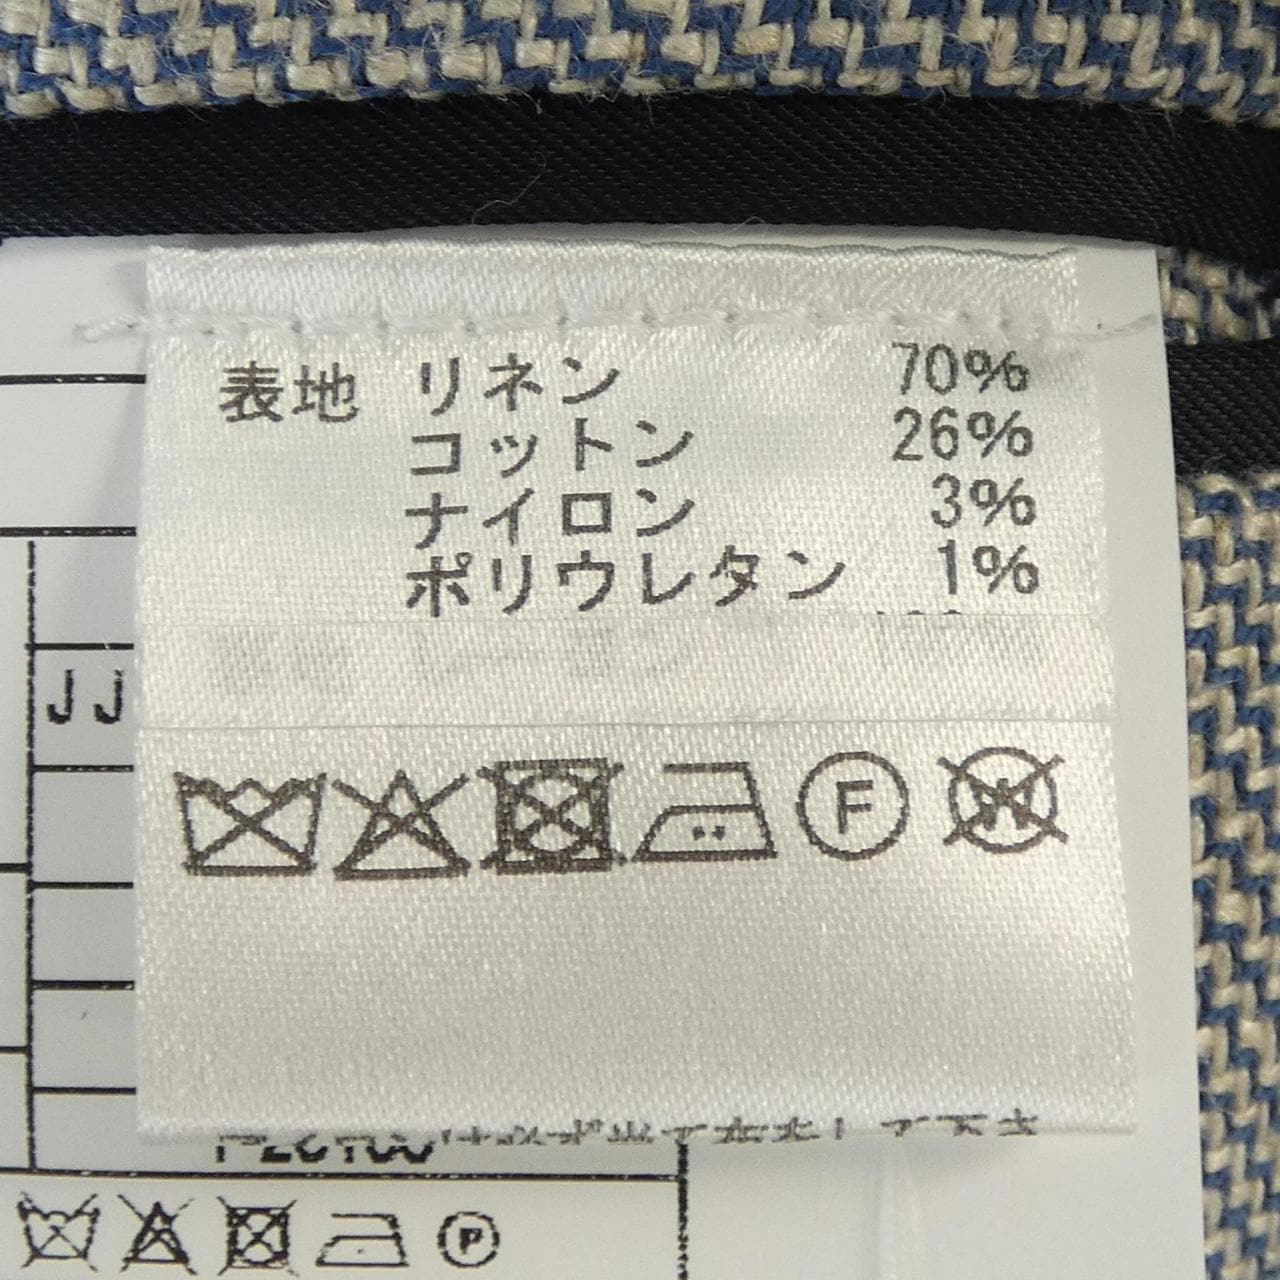 表地 リネン 70%
コットン 26%
ナイロン 3%
ポリウレタン 1%
JJ
F
W
P